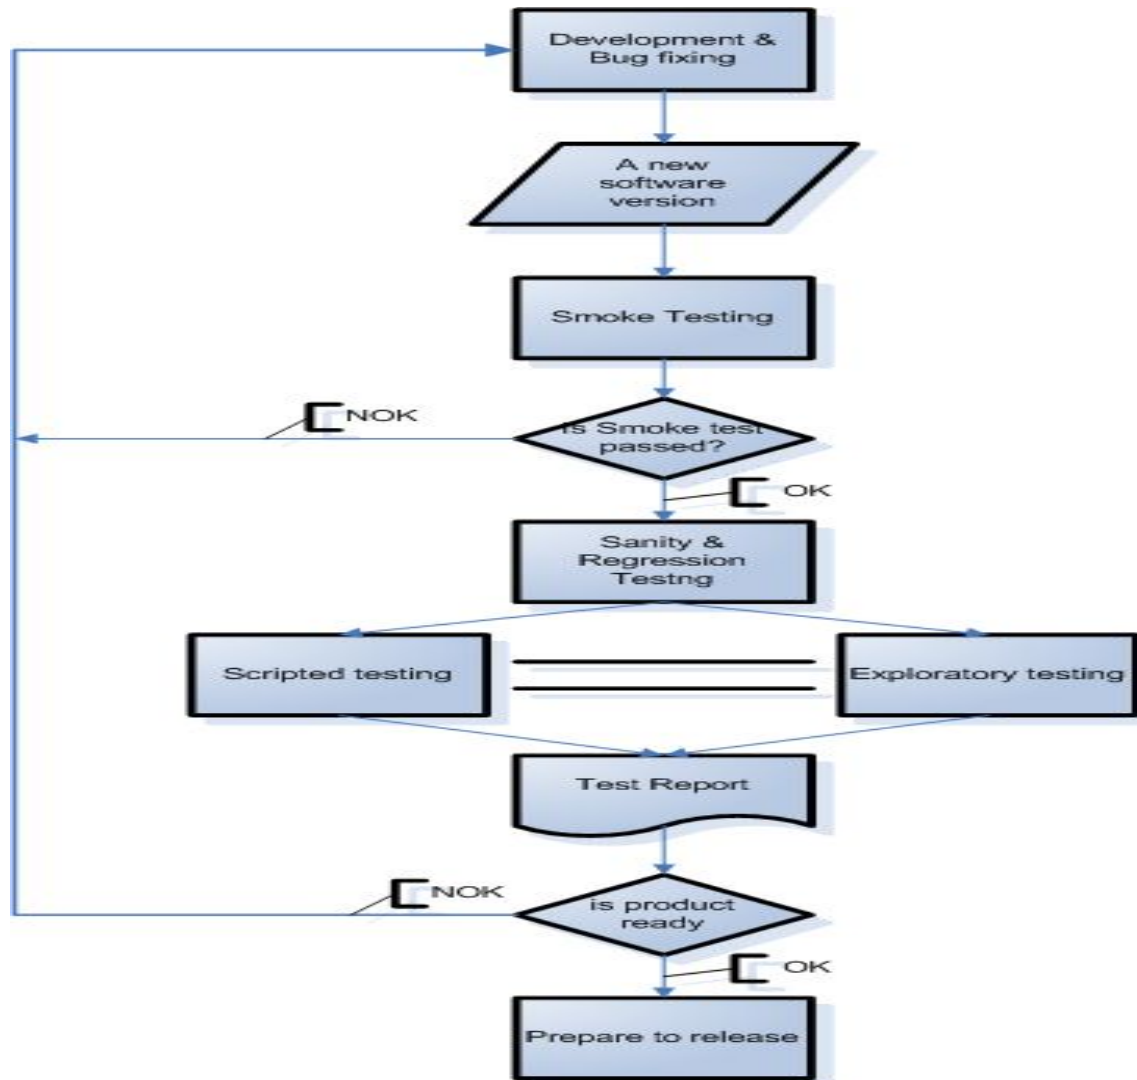 Development &
Bug fixing
A new
software
version
Smoke Testing
NOK
is Smoke test
passed?
OK
Sanity &
Regression
Testng
Scripted testing
Exploratory testing
Test Report
NOK
is product
ready
OK
Prepare to release